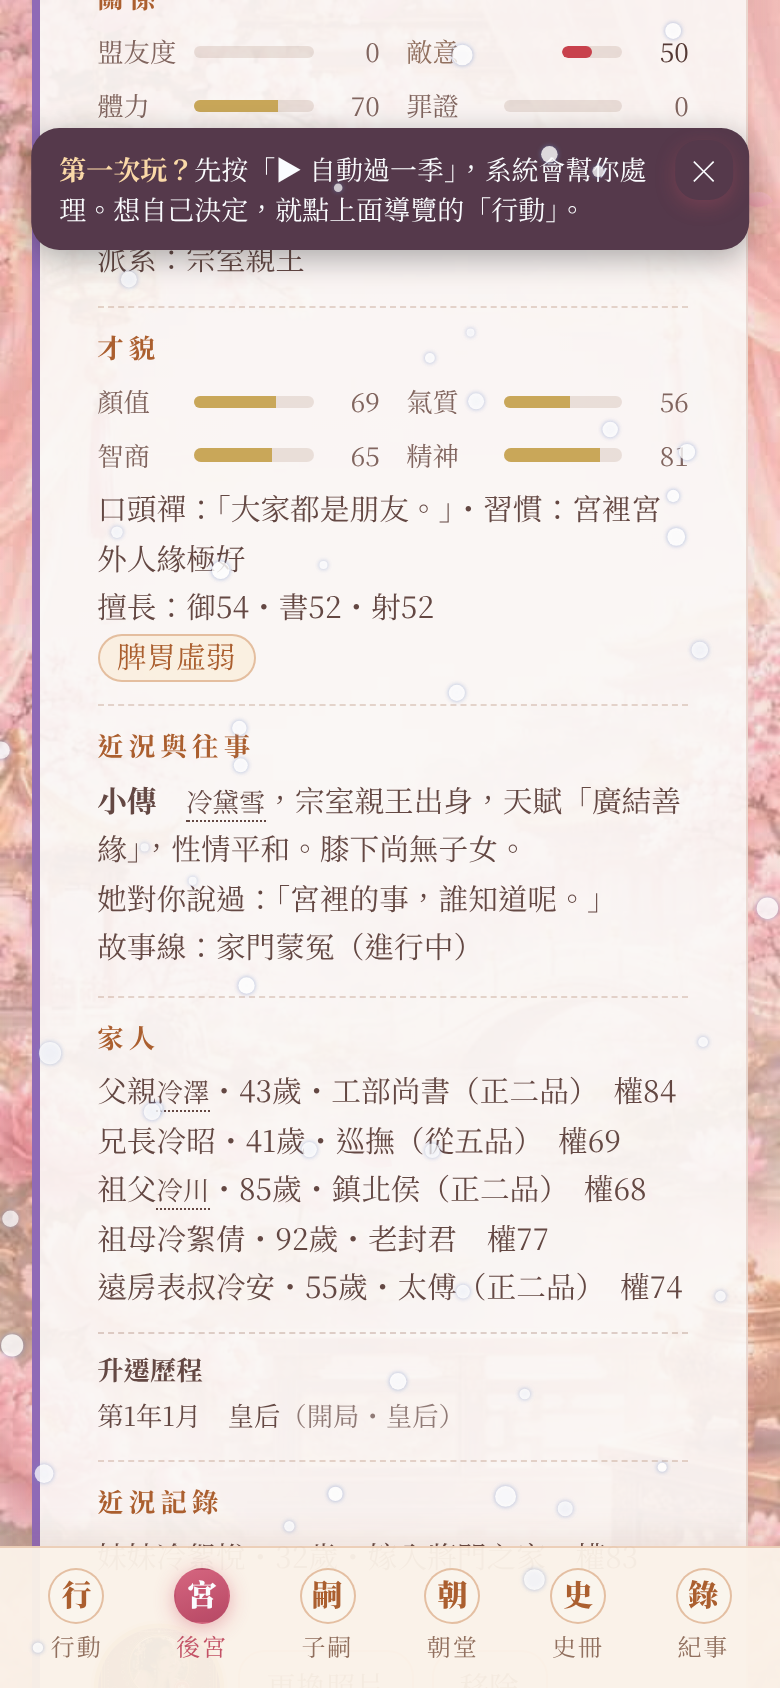 關係
盟友度 0 敵意 50
體力 70 罪證 0
第一次玩?先按「▶ 自動過一季」,系統會幫你處
理。想自己決定,就點上面導覽的「行動」。
派系:宗室親王
才貌
顏值 69 氣質 56
智商 65 精神 81
口頭禪:「大家都是朋友。」・習慣:宮裡宮
外人緣極好
擅長:御54・書52・射52
脾胃虛弱
近況與往事
小傳 冷黛雪,宗室親王出身,天賦「廣結善
緣」,性情平和。膝下尚無子女。
她對你說過:「宮裡的事,誰知道呢。」
故事線:家門蒙冤(進行中)
家人
父親冷澤・43歲・工部尚書(正二品) 權84
兄長冷昭・41歲・巡撫(從五品) 權69
祖父冷川・85歲・鎮北侯(正二品) 權68
祖母冷絮倩・92歲・老封君 權77
遠房表叔冷安・55歲・太傅(正二品) 權74
升遷歷程
第1年1月 皇后(開局・皇后)
近況記錄
行 宮 嗣 朝 史 錄
行動 後宮 子嗣 朝堂 史冊 紀事